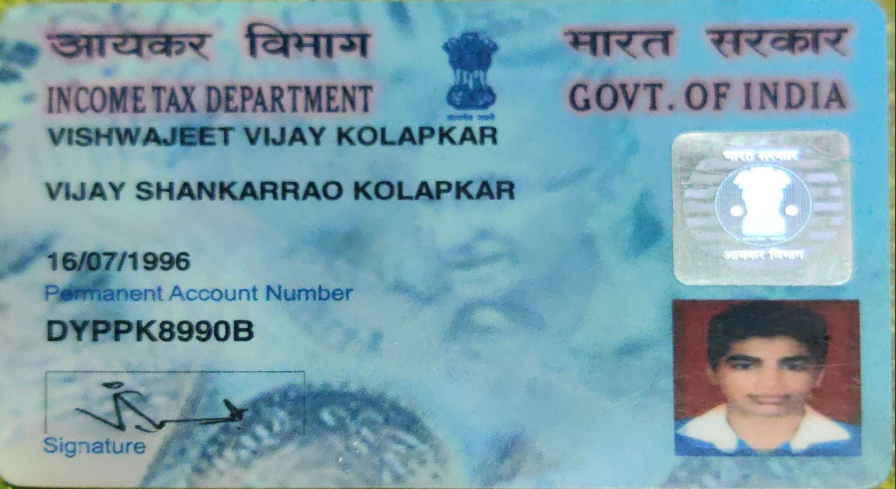 आयकर विभाग
भारत सरकार
INCOME TAX DEPARTMENT
GOVT. OF INDIA
VISHWAJEET VIJAY KOLAPKAR
सत्यमेव जयते
VIJAY SHANKARRAO KOLAPKAR
भारत सरकार
आयकर विभाग
16/07/1996
Permanent Account Number
DYPPK8990B
Signature